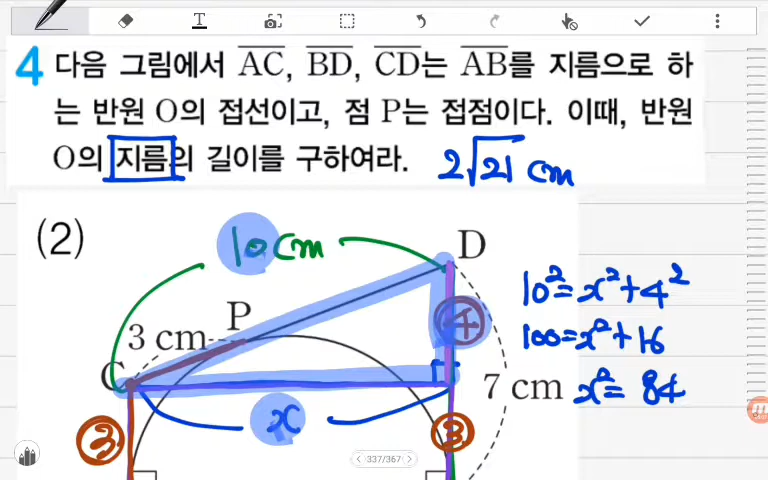 4 다음 그림에서 AC, BD, CD는 AB를 지름으로 하
는 반원 O의 접선이고, 점 P는 접점이다. 이때, 반원
O의 지름의 길이를 구하여라. 2√21 cm
(2)
10cm
D
P
3 cm
C
4
10²=x²+4²
100=x²+16
x²=84
7 cm
x
3
3
337/367